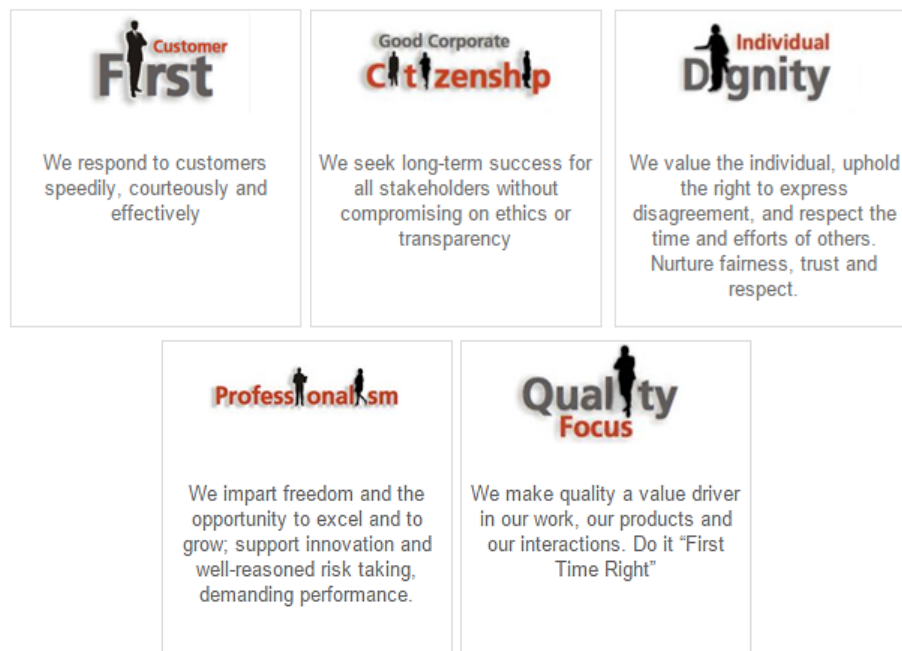 Customer
First
We respond to customers
speedily, courteously and
effectively
Good Corporate
Citizenship
We seek long-term success for
all stakeholders without
compromising on ethics or
transparency
Individual
Dignity
We value the individual, uphold
the right to express
disagreement, and respect the
time and efforts of others.
Nurture fairness, trust and
respect.
Professionalism
We impart freedom and the
opportunity to excel and to
grow; support innovation and
well-reasoned risk taking,
demanding performance.
Quality
Focus
We make quality a value driver
in our work, our products and
our interactions. Do it “First
Time Right”